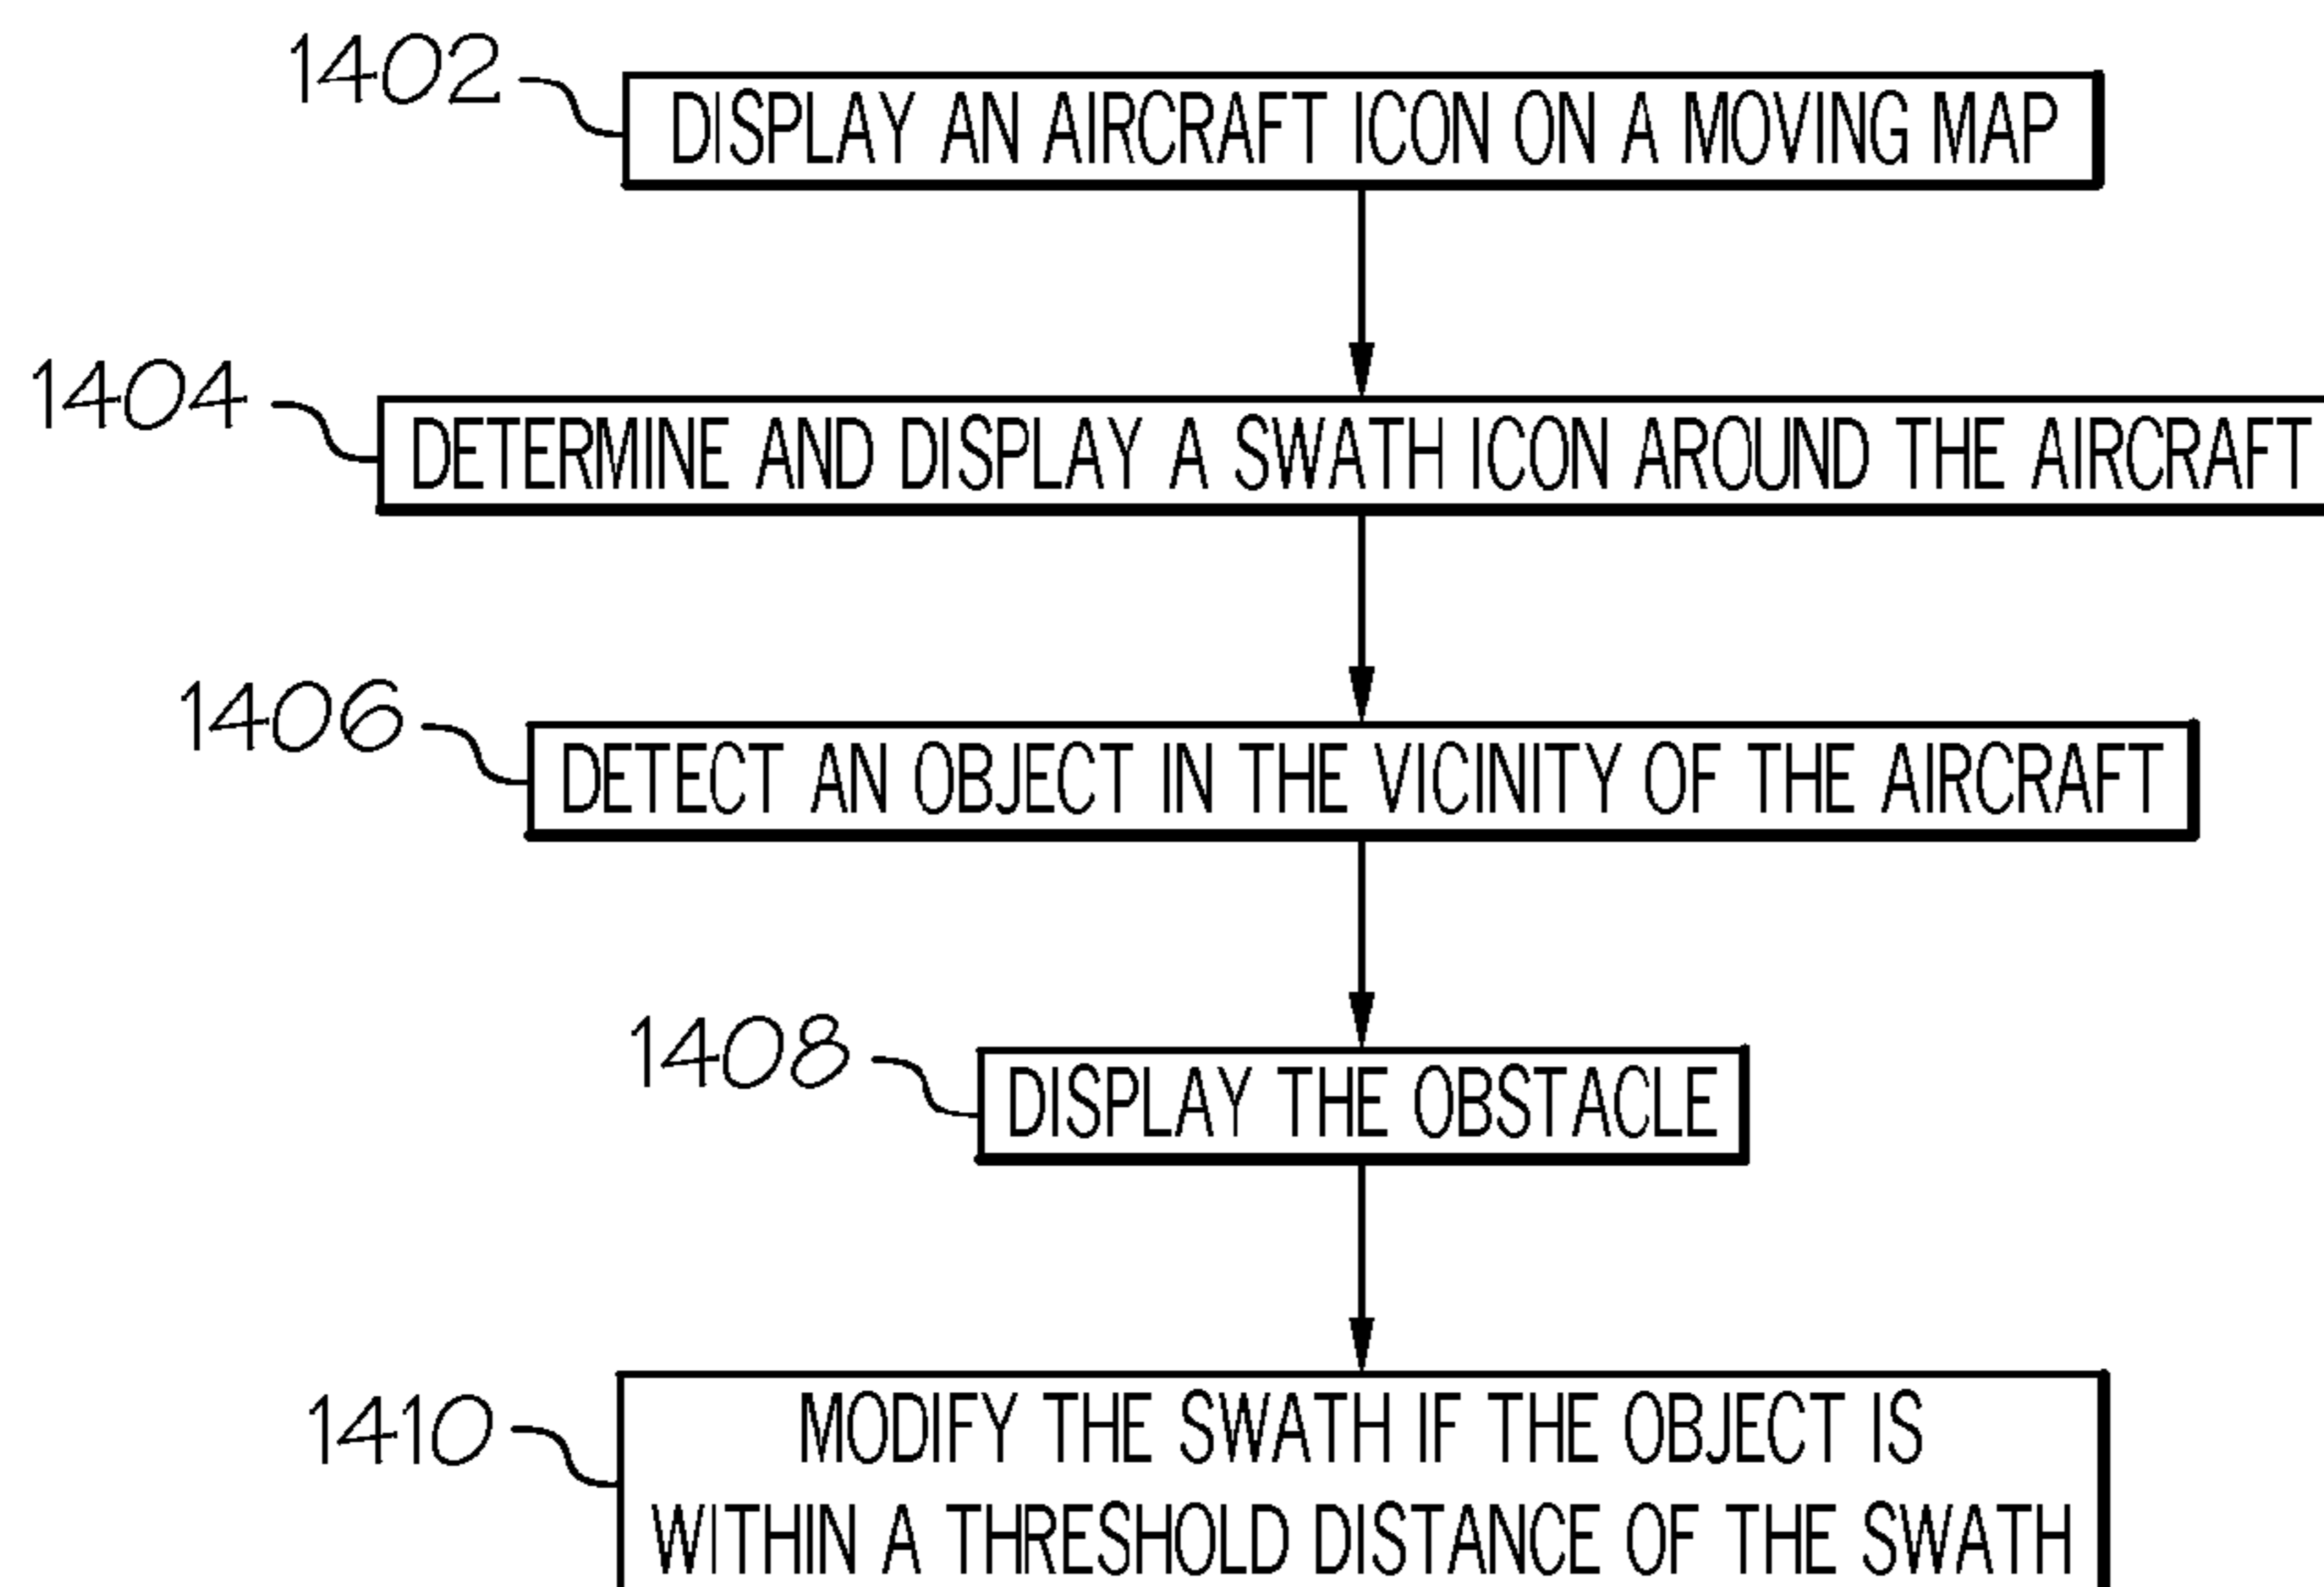 1402
DISPLAY AN AIRCRAFT ICON ON A MOVING MAP
1404
DETERMINE AND DISPLAY A SWATH ICON AROUND THE AIRCRAFT
1406
DETECT AN OBJECT IN THE VICINITY OF THE AIRCRAFT
1408
DISPLAY THE OBSTACLE
1410
MODIFY THE SWATH IF THE OBJECT IS
WITHIN A THRESHOLD DISTANCE OF THE SWATH